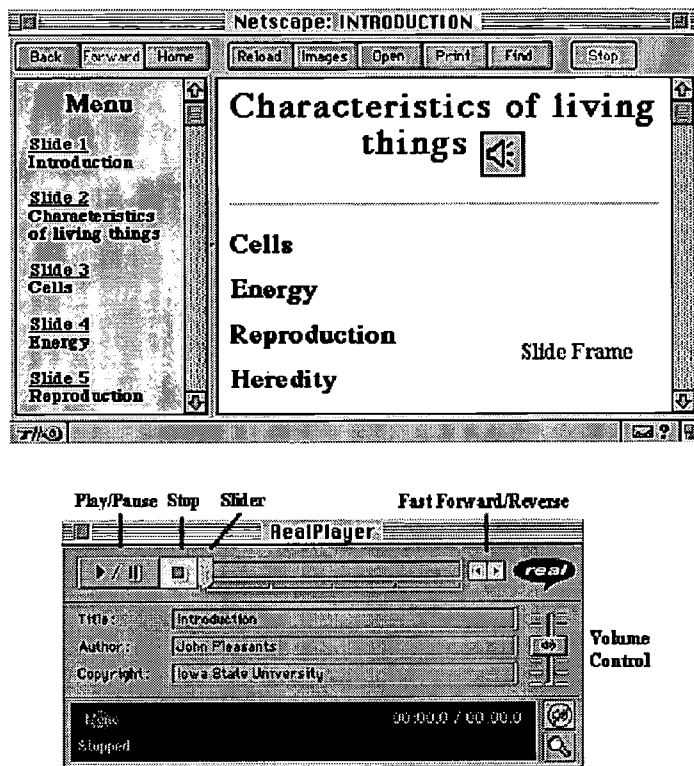 Netscape: INTRODUCTION
Back Forward Home Reload Images Open Print Find Stop
Menu
Slide 1
Introduction
Slide 2
Characteristics
of living things
Slide 3
Cells
Slide 4
Energy
Slide 5
Reproduction
Characteristics of living
things
Cells
Energy
Reproduction
Heredity
Slide Frame
Play/Pause Stop Slider Fast Forward/Reverse
RealPlayer
real
Title: Introduction
Author: John Pleasants
Copyright: Iowa State University
Volume
Control
00:00.0 / 00:00.0
Stopped